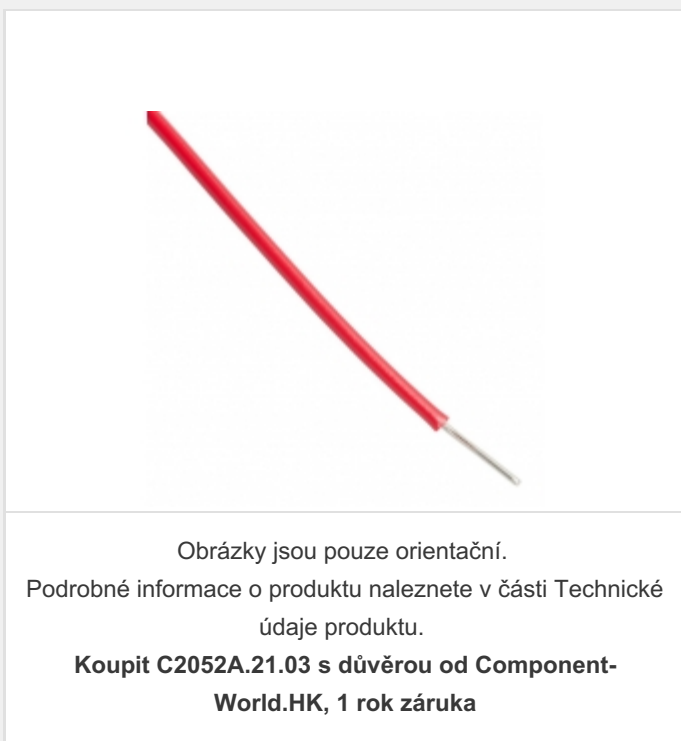 Obrázky jsou pouze orientační.
Podrobné informace o produktu naleznete v části Technické
údaje produktu.
Koupit C2052A.21.03 s důvěrou od Component-
World.HK, 1 rok záruka